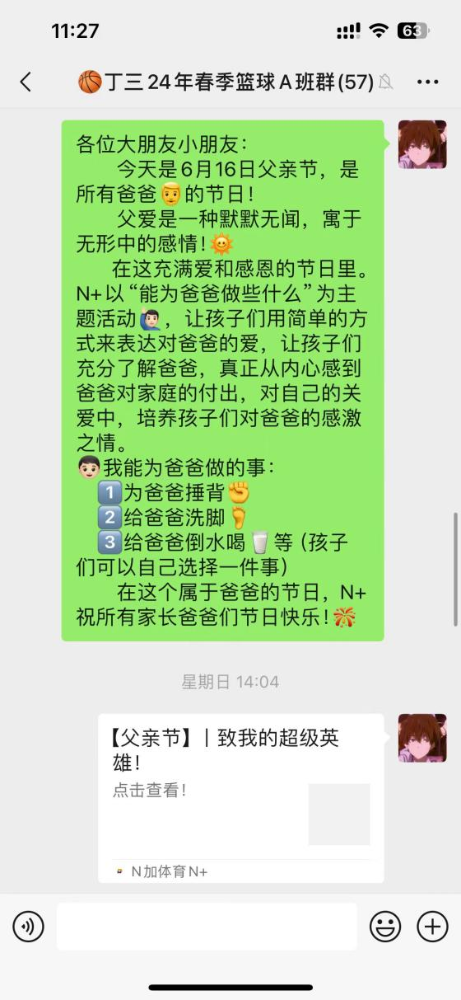 11:27
63
🏀丁三24年春季篮球A班群(57)
各位大朋友小朋友：
今天是6月16日父亲节，是
所有爸爸👨的节日！
父爱是一种默默无闻，寓于
无形中的感情！🌞
在这充满爱和感恩的节日里。
N+以“能为爸爸做些什么”为主
题活动🙋🏻‍♂️，让孩子们用简单的方
式来表达对爸爸的爱，让孩子们
充分了解爸爸，真正从内心感到
爸爸对家庭的付出，对自己的关
爱中，培养孩子们对爸爸的感激
之情。
👦🏻我能为爸爸做的事：
1️⃣为爸爸捶背✊
2️⃣给爸爸洗脚🦶
3️⃣给爸爸倒水喝🥛等（孩子
们可以自己选择一件事）
在这个属于爸爸的节日，N+
祝所有家长爸爸们节日快乐！🎊
星期日 14:04
【父亲节】丨致我的超级英
雄！
点击查看！
N加体育N+